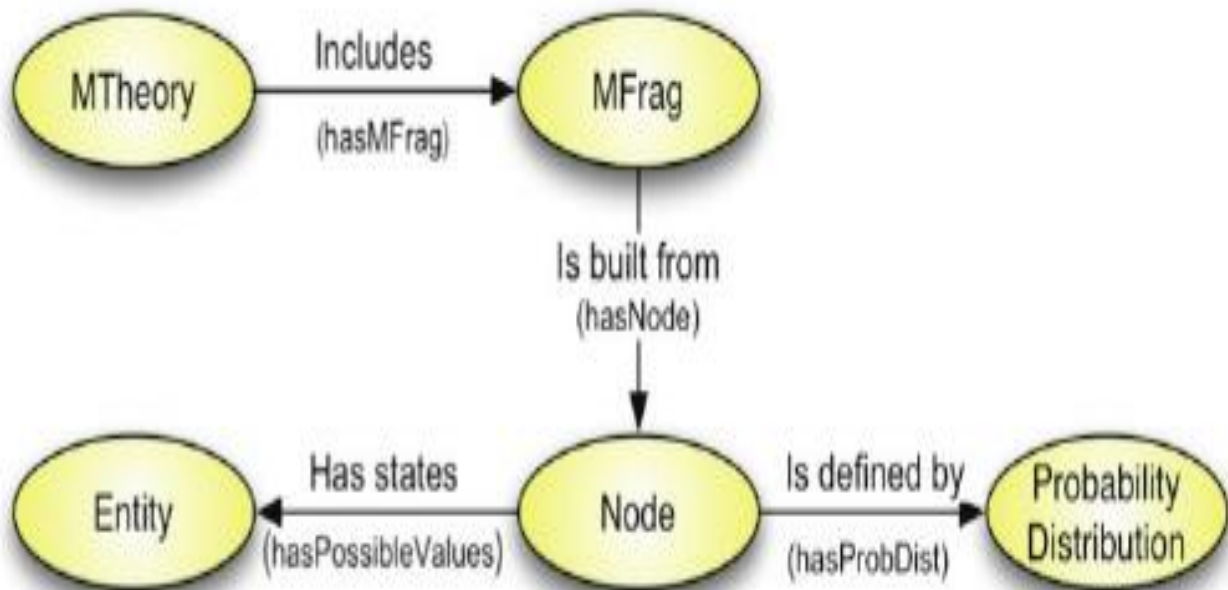 MTheory
Includes
(hasMFrag)
MFrag
Is built from
(hasNode)
Entity
Has states
(hasPossibleValues)
Node
Is defined by
(hasProbDist)
Probability
Distribution